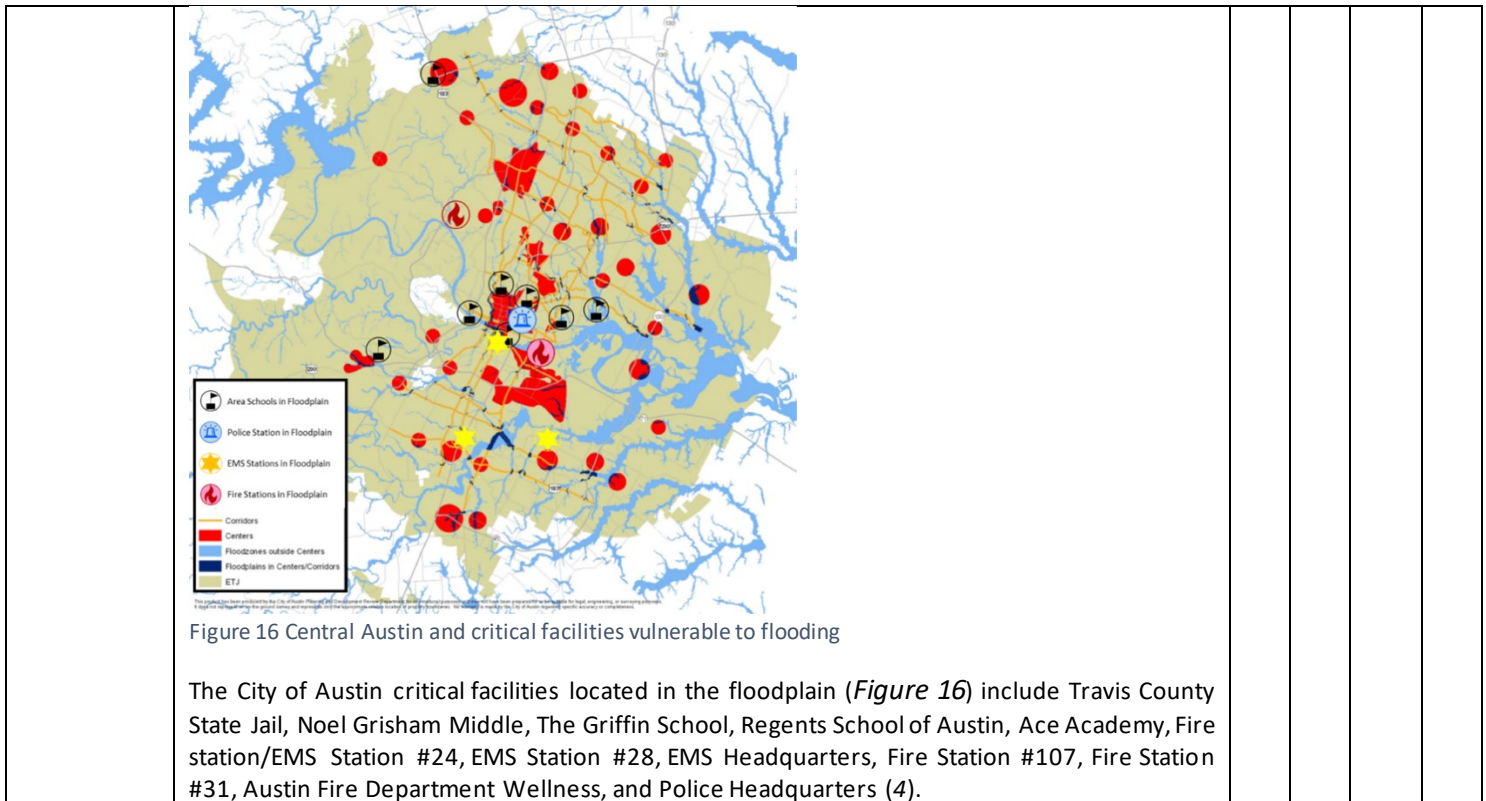 Area Schools in Floodplain
Police Station in Floodplain
EMS Stations in Floodplain
Fire Stations in Floodplain
Corridors
Centers
Floodzones outside Centers
Floodplains in Centers/Corridors
ETJ
Figure 16 Central Austin and critical facilities vulnerable to flooding
The City of Austin critical facilities located in the floodplain (Figure 16) include Travis County
State Jail, Noel Grisham Middle, The Griffin School, Regents School of Austin, Ace Academy, Fire
station/EMS Station #24, EMS Station #28, EMS Headquarters, Fire Station #107, Fire Station
#31, Austin Fire Department Wellness, and Police Headquarters (4).